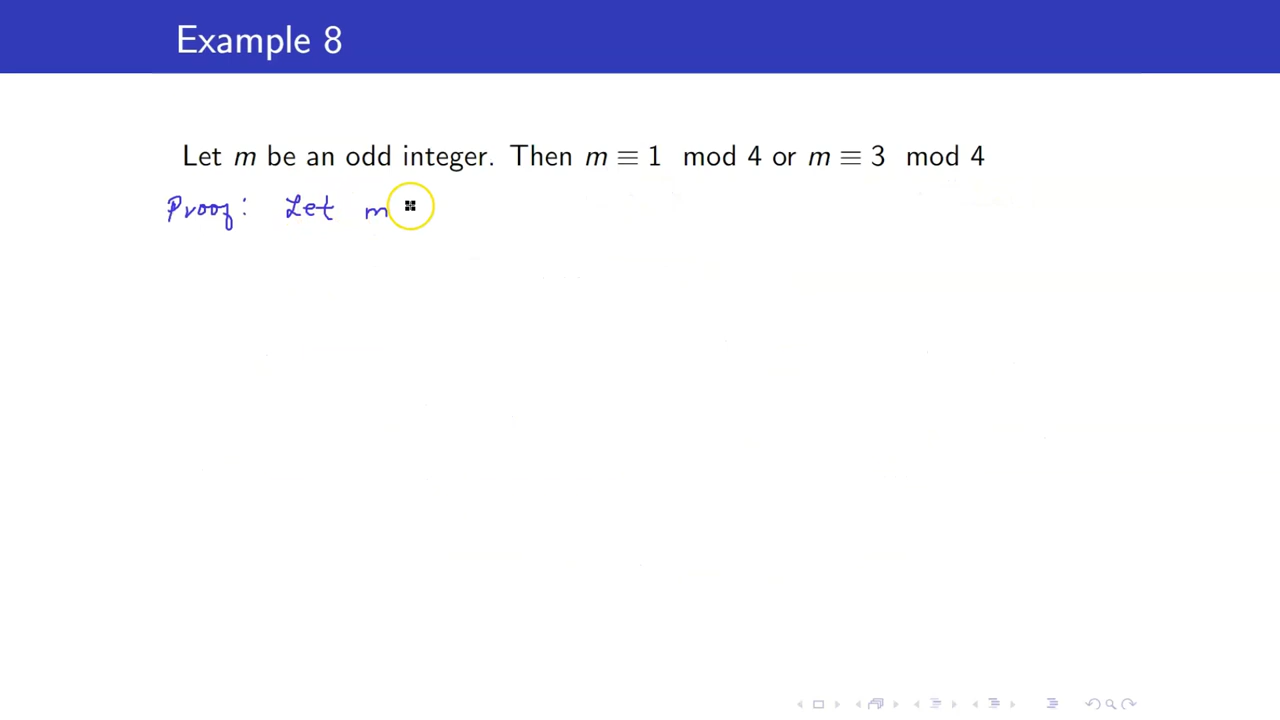 Example 8
Let m be an odd integer. Then m ≡ 1 mod 4 or m ≡ 3 mod 4
Proof: Let m